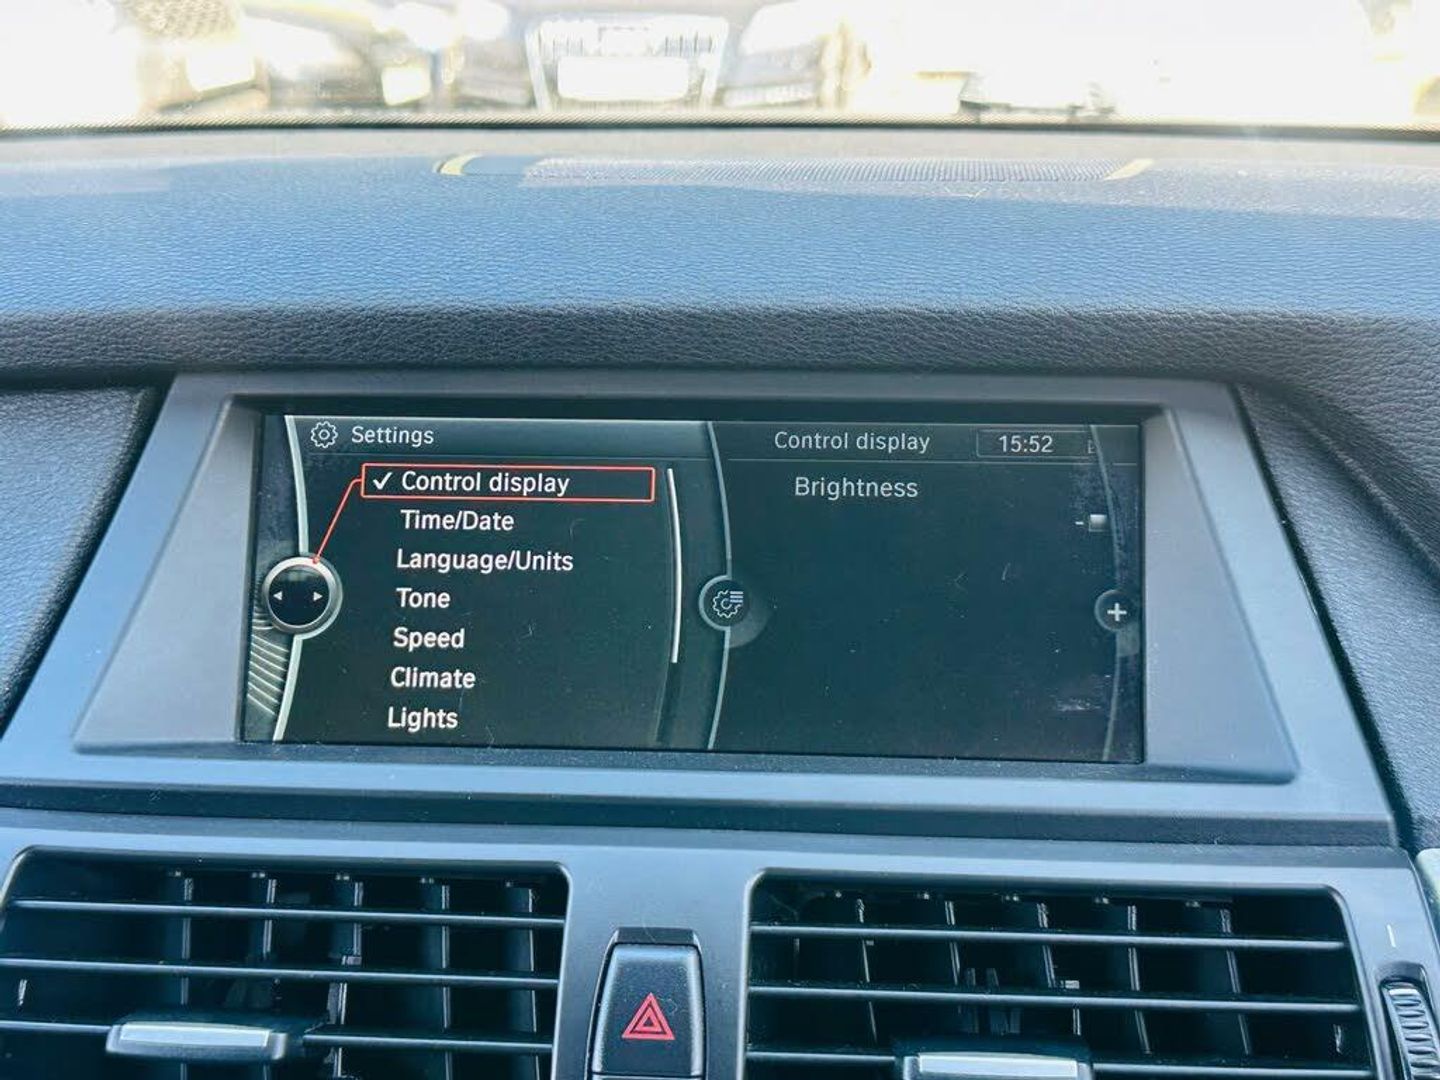 Settings
✓ Control display
Time/Date
Language/Units
Tone
Speed
Climate
Lights
Control display 15:52
Brightness